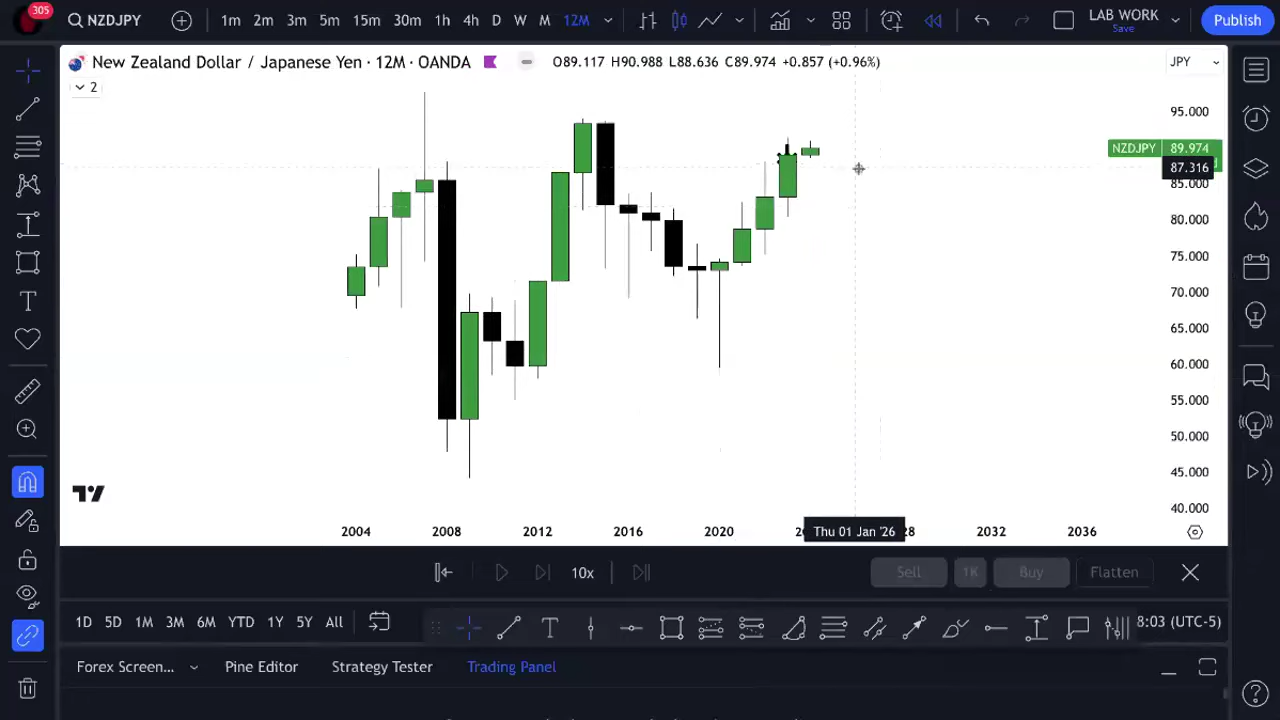 305
NZDJPY
1m 2m 3m 5m 15m 30m 1h 4h D W M 12M
LAB WORK
Save
Publish
New Zealand Dollar / Japanese Yen · 12M · OANDA
O89.117 H90.988 L88.636 C89.974 +0.857 (+0.96%)
JPY
2
95.000
NZDJPY 89.974
87.316
85.000
80.000
75.000
70.000
65.000
60.000
55.000
50.000
45.000
40.000
2004 2008 2012 2016 2020 Thu 01 Jan '26 28 2032 2036
10x
Sell 1K Buy Flatten
1D 5D 1M 3M 6M YTD 1Y 5Y All
8:03 (UTC-5)
Forex Screen... Pine Editor Strategy Tester Trading Panel